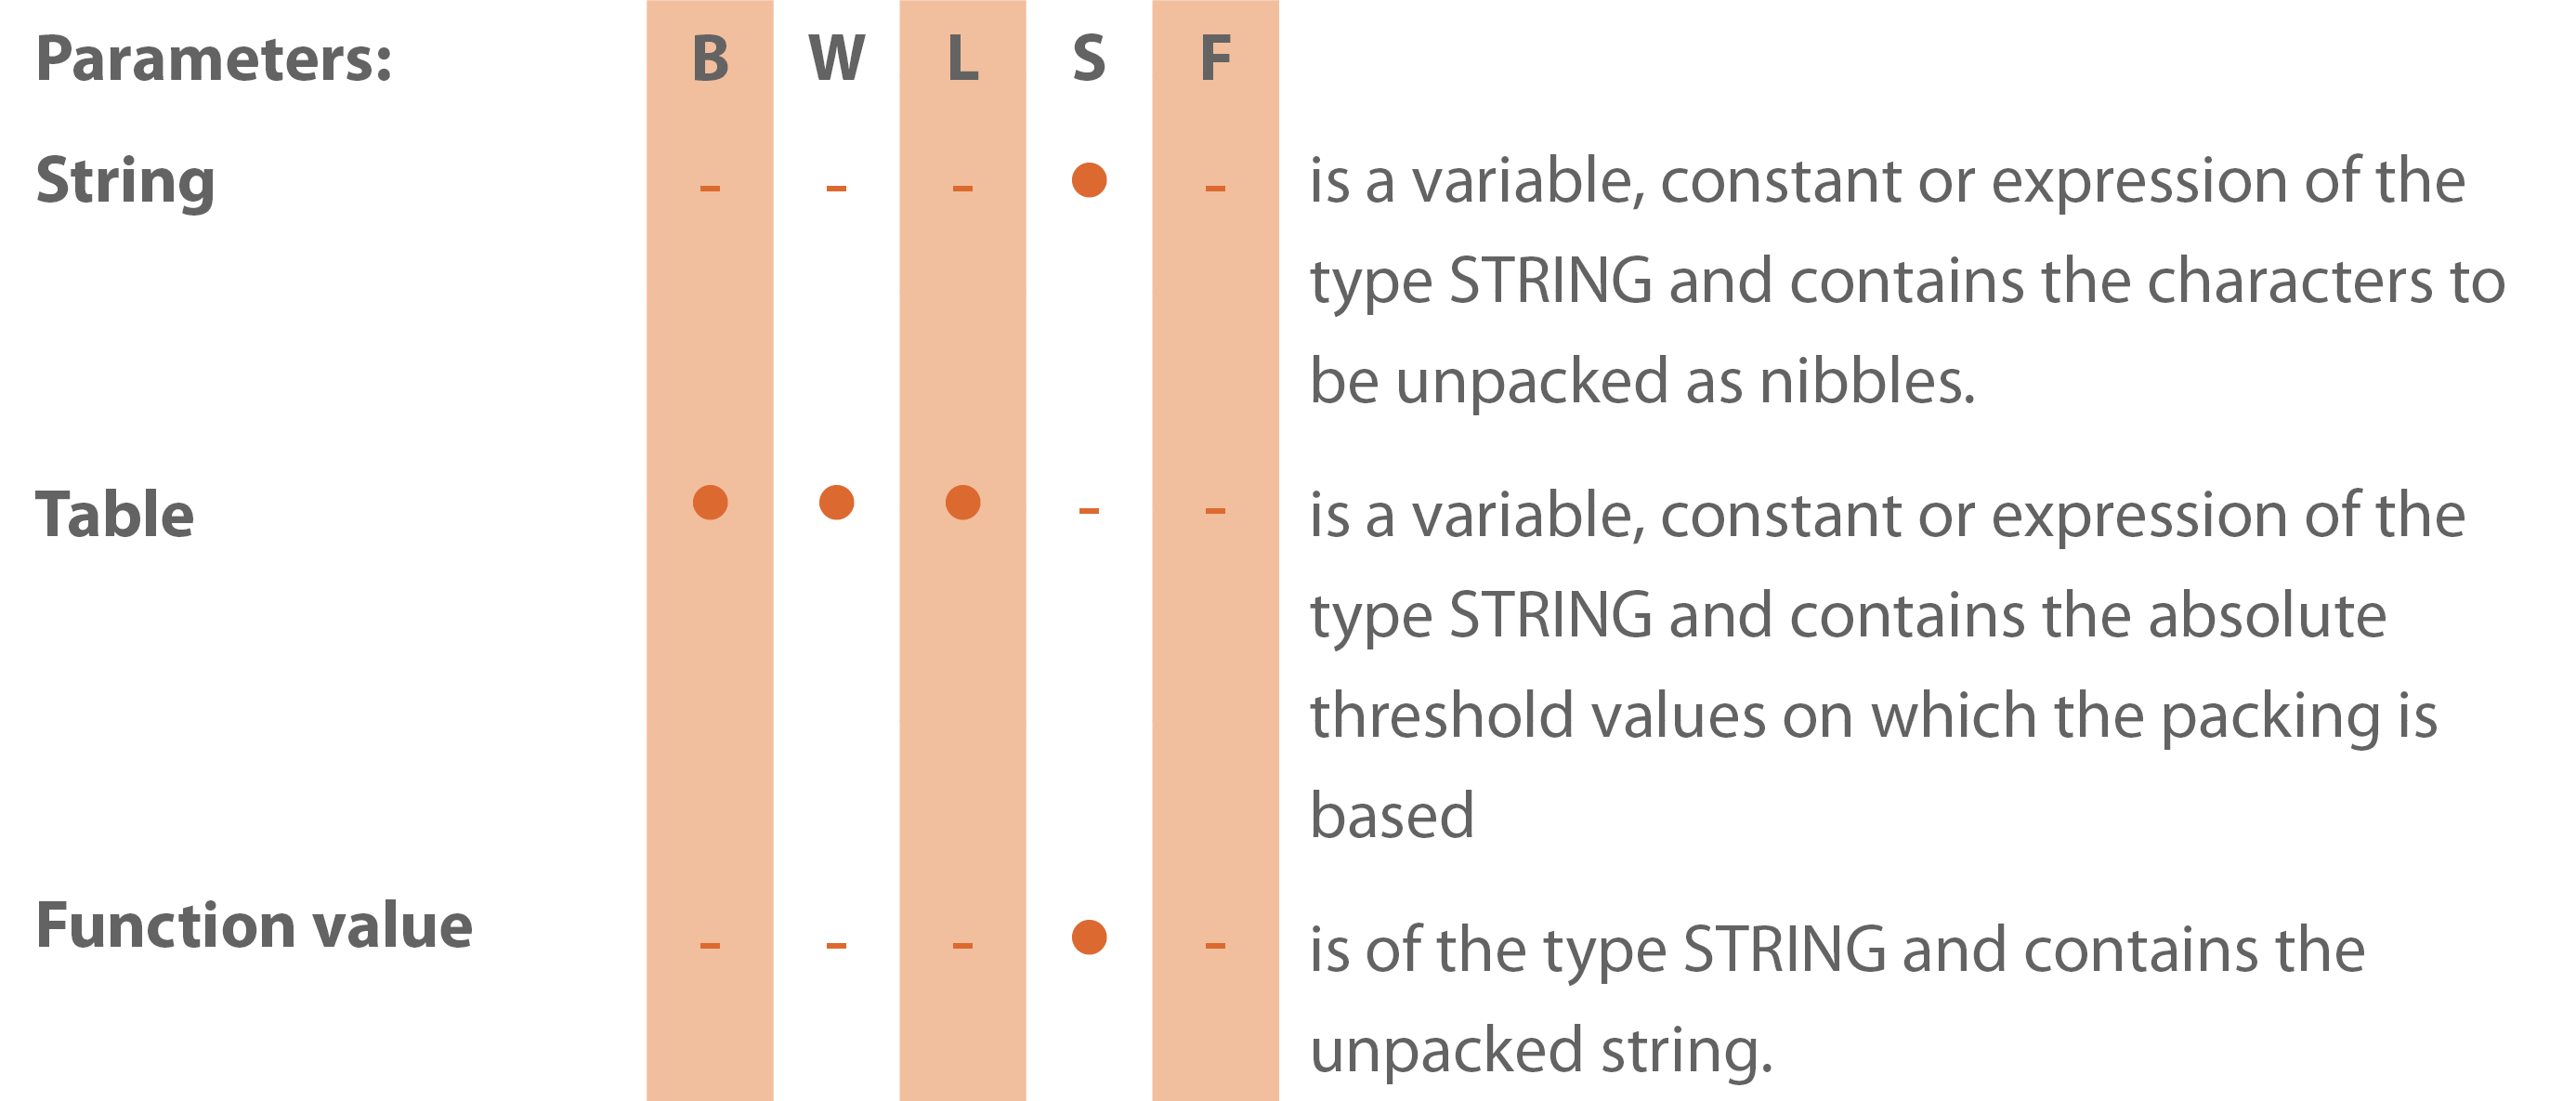 Parameters: B W L S F
String - - - ● - is a variable, constant or expression of the
type STRING and contains the characters to
be unpacked as nibbles.
Table ● ● ● - - is a variable, constant or expression of the
type STRING and contains the absolute
threshold values on which the packing is
based
Function value - - - ● - is of the type STRING and contains the
unpacked string.